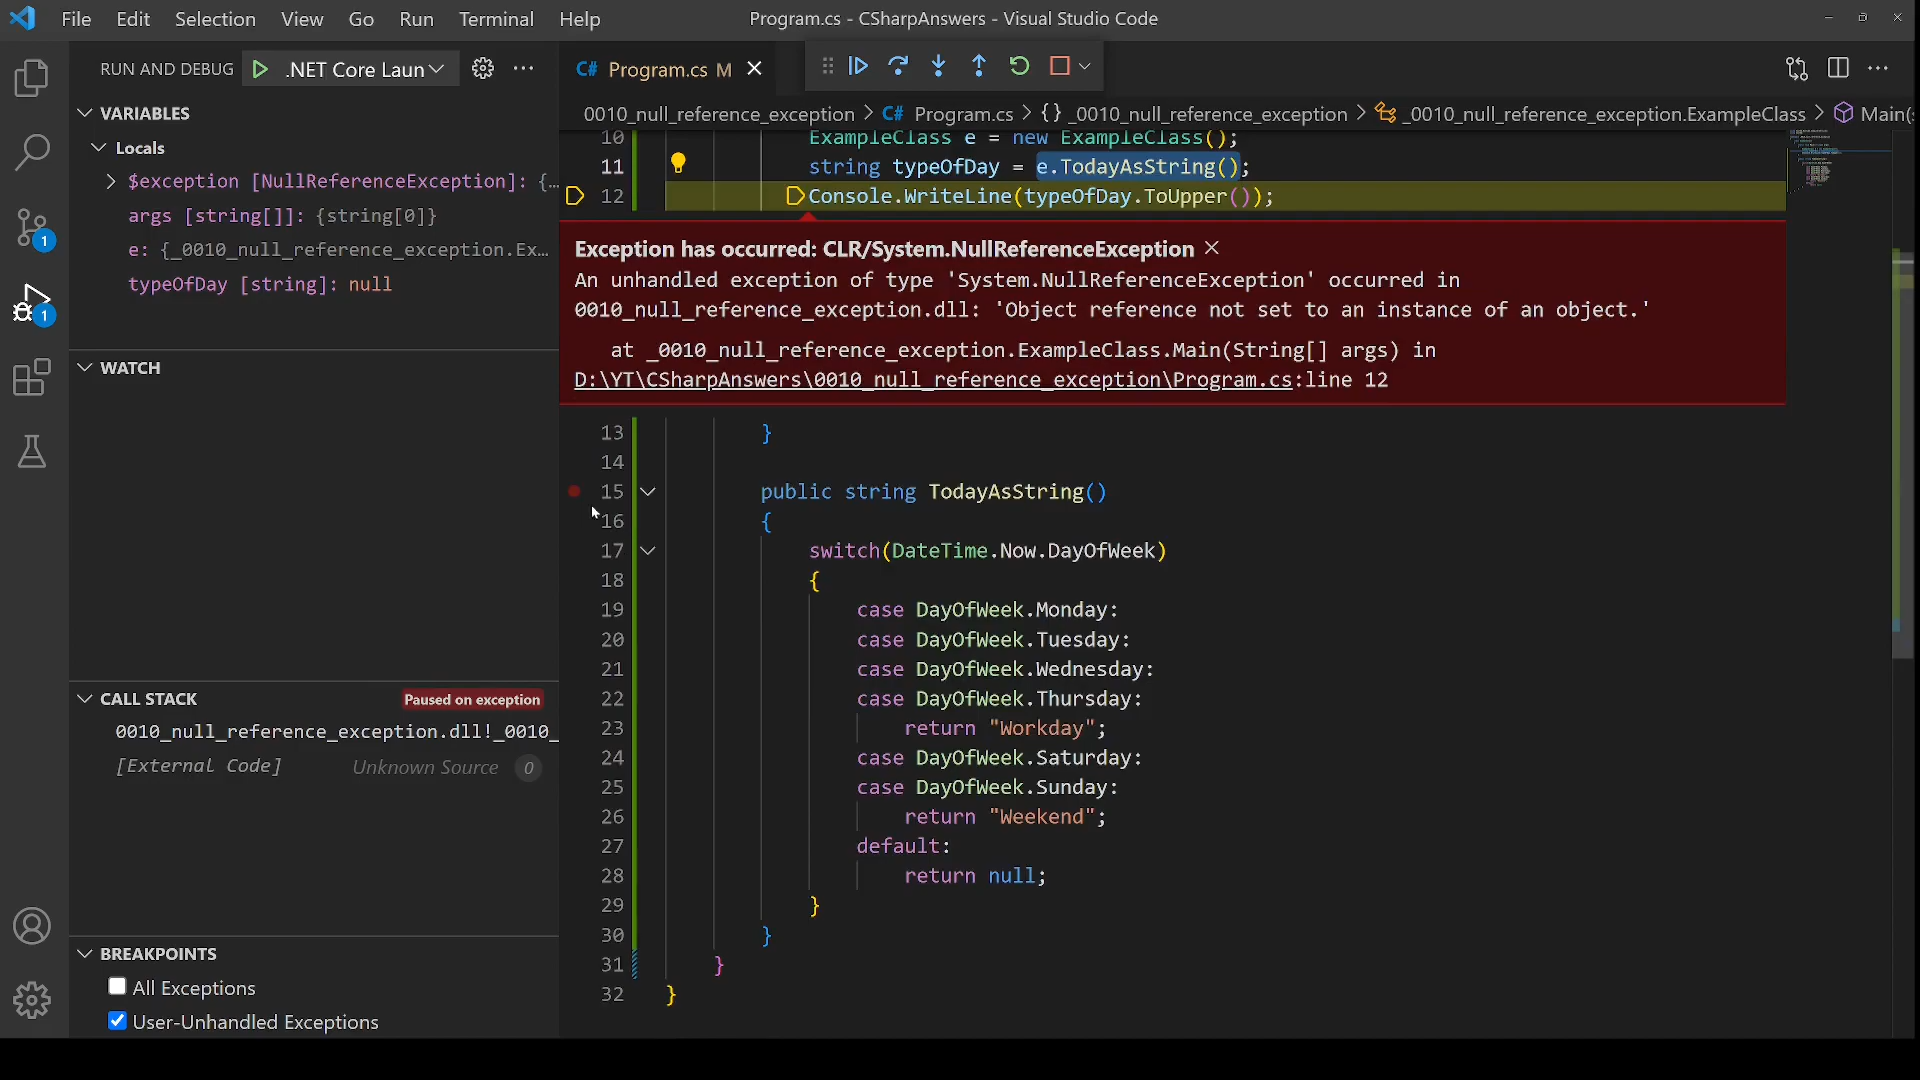 File Edit Selection View Go Run Terminal Help
Program.cs - CSharpAnswers - Visual Studio Code
RUN AND DEBUG .NET Core Laun
VARIABLES
Locals
$exception [NullReferenceException]: {…
args [string[]]: {string[0]}
e: {_0010_null_reference_exception.Ex…
typeOfDay [string]: null
WATCH
CALL STACK Paused on exception
0010_null_reference_exception.dll!_0010_
[External Code] Unknown Source 0
BREAKPOINTS
All Exceptions
User-Unhandled Exceptions
1
1
C# Program.cs M
0010_null_reference_exception > C# Program.cs > {} _0010_null_reference_exception > _0010_null_reference_exception.ExampleClass > Main(
10 ExampleClass e = new ExampleClass();
11 string typeOfDay = e.TodayAsString();
12 Console.WriteLine(typeOfDay.ToUpper());
Exception has occurred: CLR/System.NullReferenceException
An unhandled exception of type 'System.NullReferenceException' occurred in
0010_null_reference_exception.dll: 'Object reference not set to an instance of an object.'
at _0010_null_reference_exception.ExampleClass.Main(String[] args) in
D:\YT\CSharpAnswers\0010_null_reference_exception\Program.cs:line 12
13 }
14
15 public string TodayAsString()
16 {
17 switch(DateTime.Now.DayOfWeek)
18 {
19 case DayOfWeek.Monday:
20 case DayOfWeek.Tuesday:
21 case DayOfWeek.Wednesday:
22 case DayOfWeek.Thursday:
23 return "Workday";
24 case DayOfWeek.Saturday:
25 case DayOfWeek.Sunday:
26 return "Weekend";
27 default:
28 return null;
29 }
30 }
31 }
32 }